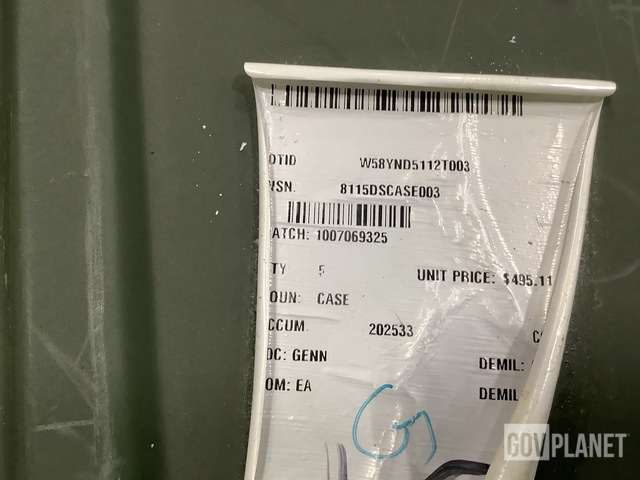 OTID W58YND5112T003
NSN: 8115DSCASE003
ATCH: 1007069325
TY 5 UNIT PRICE: $495.11
OUN: CASE
CCUM 202533
OC: GENN DEMIL:
OM: EA DEMIL
GOVPLANET